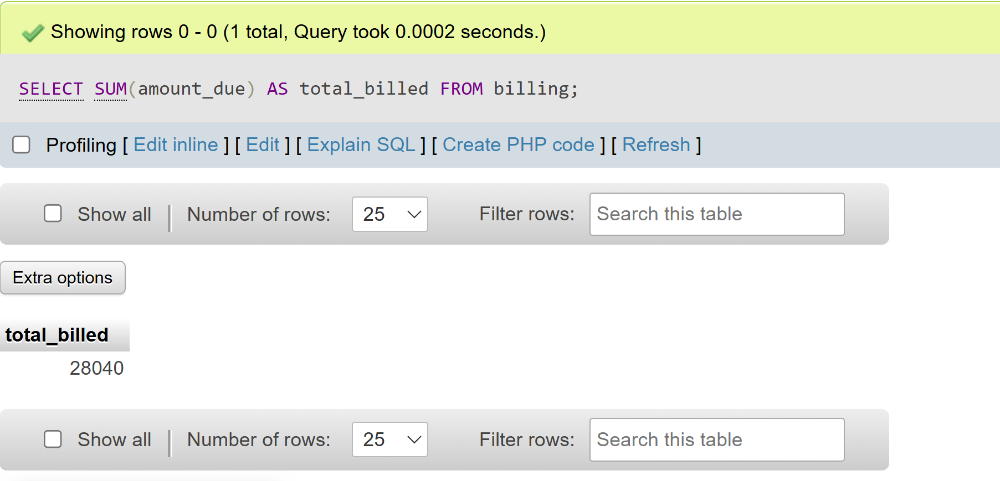 Showing rows 0 - 0 (1 total, Query took 0.0002 seconds.)
SELECT SUM(amount_due) AS total_billed FROM billing;
Profiling [ Edit inline ] [ Edit ] [ Explain SQL ] [ Create PHP code ] [ Refresh ]
Show all Number of rows: 25 Filter rows: Search this table
Extra options
total_billed
28040
Show all Number of rows: 25 Filter rows: Search this table